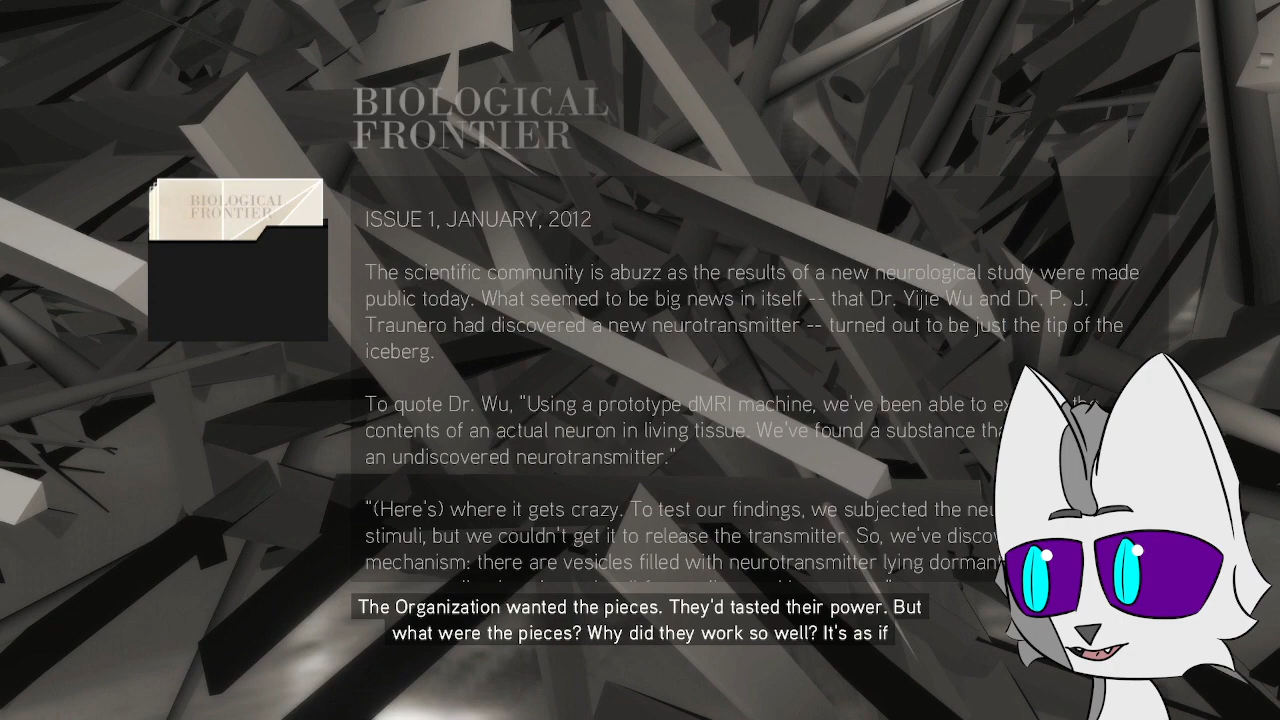 BIOLOGICAL
FRONTIER
BIOLOGICAL
FRONTIER
ISSUE 1, JANUARY, 2012
The scientific community is abuzz as the results of a new neurological study were made
public today. What seemed to be big news in itself -- that Dr. Yijie Wu and Dr. P. J.
Traunero had discovered a new neurotransmitter -- turned out to be just the tip of the
iceberg.
To quote Dr. Wu, "Using a prototype dMRI machine, we've been able to
contents of an actual neuron in living tissue. We've found a substance
an undiscovered neurotransmitter."
"(Here's) where it gets crazy. To test our findings, we subjected the
stimuli, but we couldn't get it to release the transmitter. So, we've
mechanism: there are vesicles filled with neurotransmitter lying dormant
The Organization wanted the pieces. They'd tasted their power. But
what were the pieces? Why did they work so well? It's as if